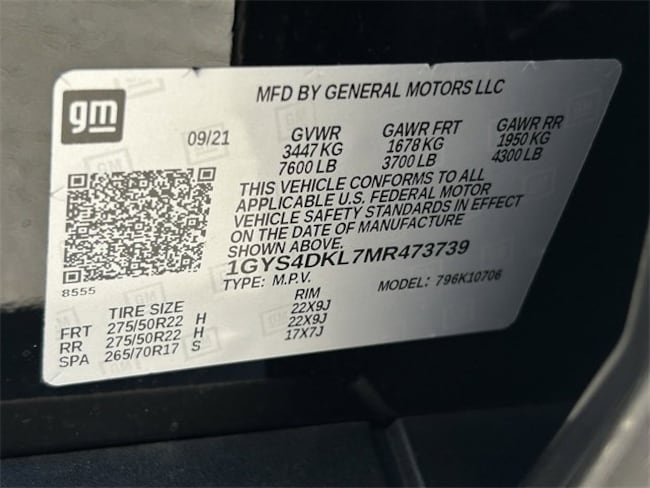 gm
MFD BY GENERAL MOTORS LLC
09/21 GVWR GAWR FRT GAWR RR
3447 KG 1678 KG 1950 KG
7600 LB 3700 LB 4300 LB
THIS VEHICLE CONFORMS TO ALL
APPLICABLE U.S. FEDERAL MOTOR
VEHICLE SAFETY STANDARDS IN EFFECT
ON THE DATE OF MANUFACTURE
SHOWN ABOVE.
1GYS4DKL7MR473739
8555
TYPE: M.P.V. MODEL: 796K10706
TIRE SIZE RIM
FRT 275/50R22 H 22X9J
RR 275/50R22 H 22X9J
SPA 265/70R17 S 17X7J